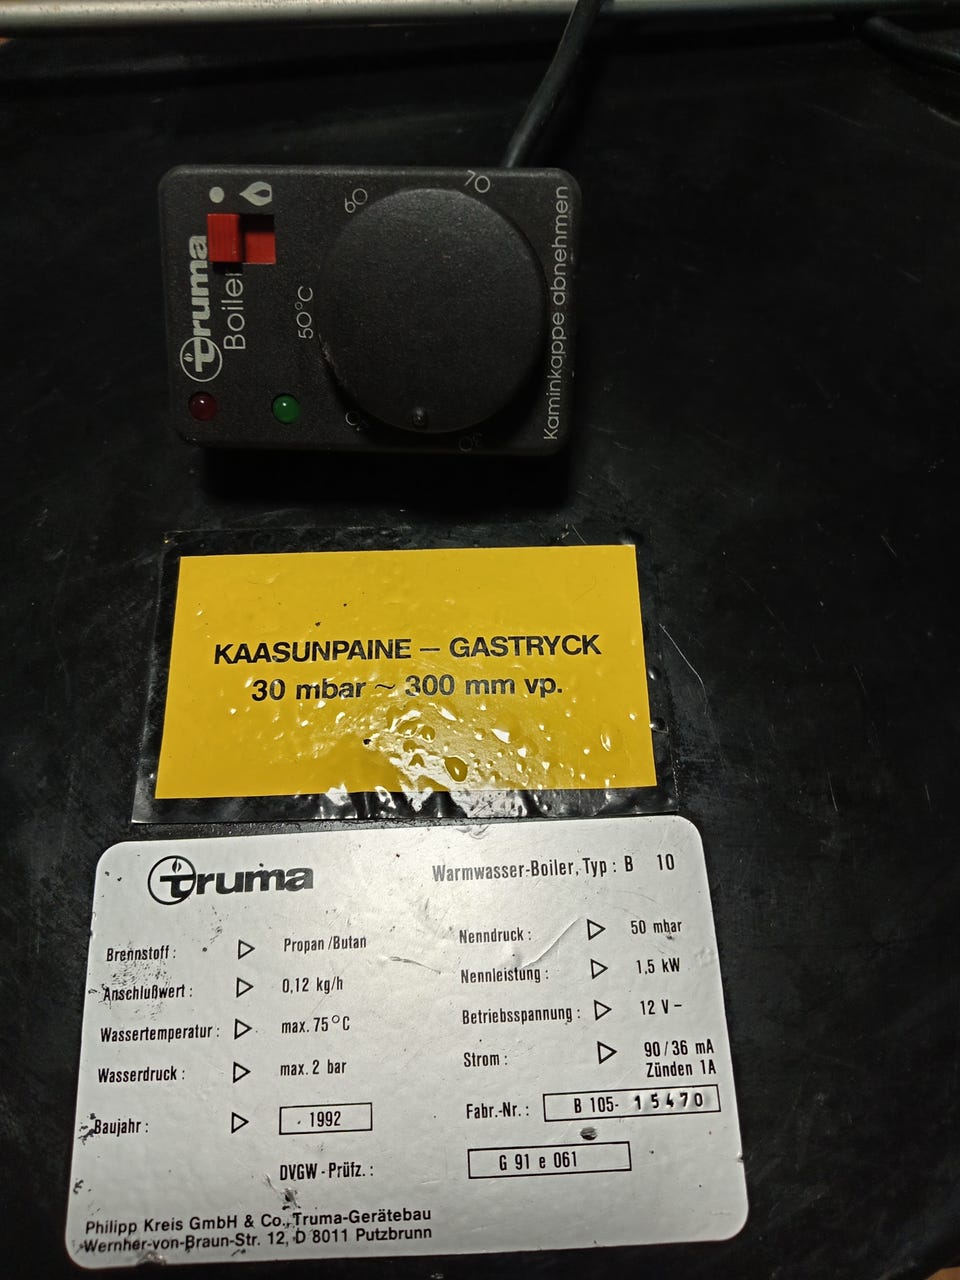 truma
Boiler
50°C
60
70
30
Kaminkappe abnehmen
KAASUNPAINE – GASTRYCK
30 mbar ~ 300 mm vp.
truma
Warmwasser-Boiler, Typ: B 10
Brennstoff: Propan/Butan
Anschlußwert: 0,12 kg/h
Wassertemperatur: max. 75°C
Wasserdruck: max. 2 bar
Baujahr: 1992
Nenndruck: 50 mbar
Nennleistung: 1,5 kW
Betriebsspannung: 12 V –
Strom: 90/36 mA
Zünden 1A
Fabr.-Nr.: B 105- 15470
DVGW - Prüfz.: G 91 e 061
Philipp Kreis GmbH & Co., Truma-Gerätebau
Wernher-von-Braun-Str. 12, D 8011 Putzbrunn